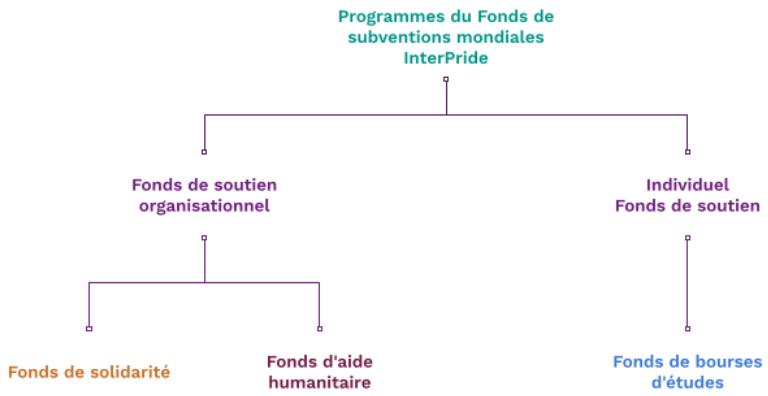 Programmes du Fonds de
subventions mondiales
InterPride
Fonds de soutien
organisationnel
Individuel
Fonds de soutien
Fonds de solidarité
Fonds d'aide
humanitaire
Fonds de bourses
d'études